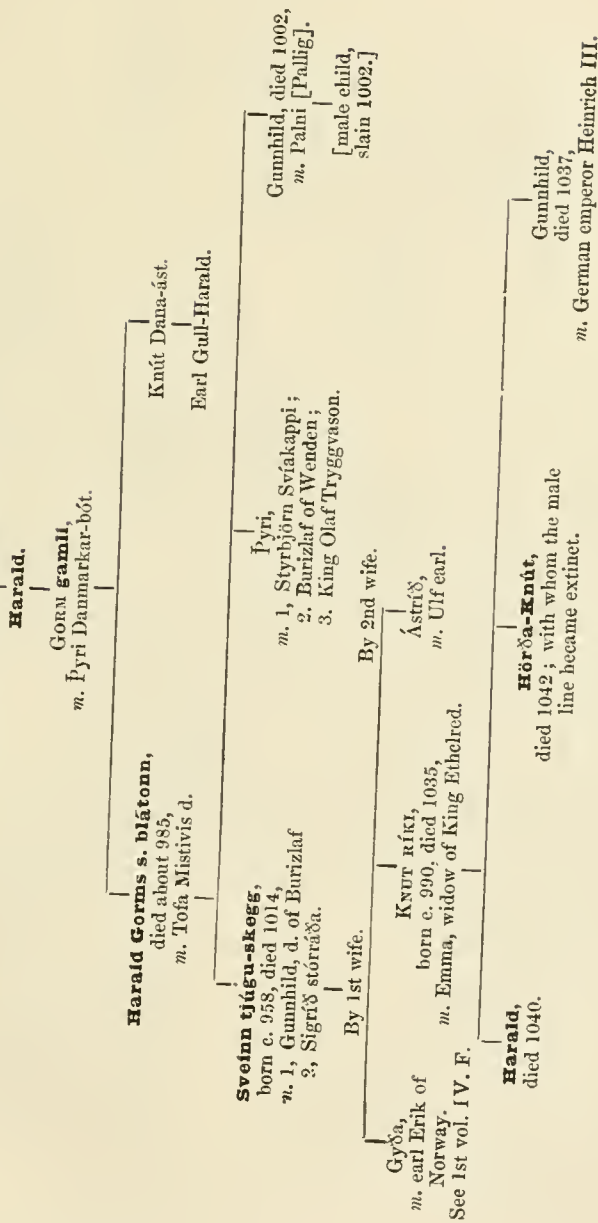 Harald.
GORM gamli,
m. Þyri Danmarkar-bót.
Harald Gorms s. blátonn,
died about 985,
m. Tofa Mistivis d.
Knút Dana-ást.
Earl Gull-Harald.
Sveinn tjúgu-skegg,
born c. 958, died 1014,
m. 1, Gunnhild, d. of Burizlaf
2, Sigríð stórráða.
Þyri,
m. 1, Styrbjörn Svíakappi;
2. Burizlaf of Wenden;
3. King Olaf Tryggvason.
Gunnhild, died 1002,
m. Palni [Pallig].
[male child,
slain 1002.]
By 1st wife.
By 2nd wife.
Gyða,
m. earl Erik of
Norway.
See 1st vol. IV. F.
KNUT RÍKI,
born c. 990, died 1035,
m. Emma, widow of King Ethelred.
Ástríð,
m. Ulf earl.
Harald,
died 1040.
Hörða-Knút,
died 1042; with whom the male
line became extinct.
Gunnhild,
died 1037,
m. German emperor Heinrich III.